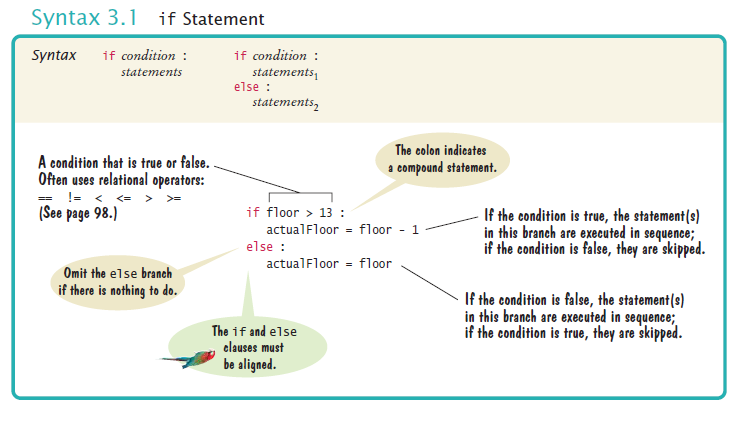 Syntax 3.1 if Statement
Syntax
if condition :
statements
if condition :
statements₁
else :
statements₂
A condition that is true or false.
Often uses relational operators:
== != < <= > >=
(See page 98.)
The colon indicates
a compound statement.
if floor > 13 :
actualFloor = floor - 1
else :
actualFloor = floor
If the condition is true, the statement(s)
in this branch are executed in sequence;
if the condition is false, they are skipped.
Omit the else branch
if there is nothing to do.
If the condition is false, the statement(s)
in this branch are executed in sequence;
if the condition is true, they are skipped.
The if and else
clauses must
be aligned.